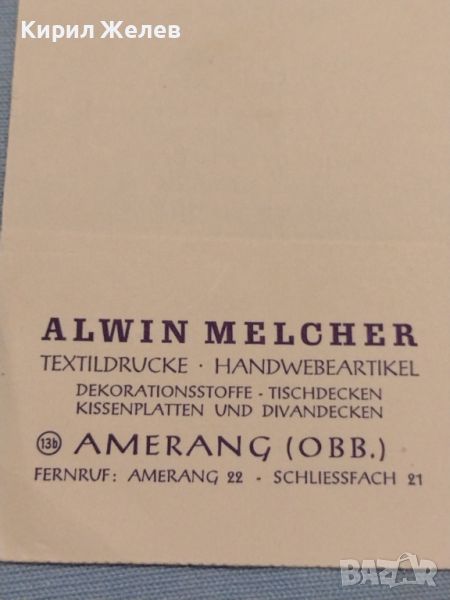 Кирил Желев
ALWIN MELCHER
TEXTILDRUCKE · HANDWEBEARTIKEL
DEKORATIONSSTOFFE - TISCHDECKEN
KISSENPLATTEN UND DIVANDECKEN
13b AMERANG (OBB.)
FERNRUF: AMERANG 22 - SCHLIESSFACH 21
BAZAR